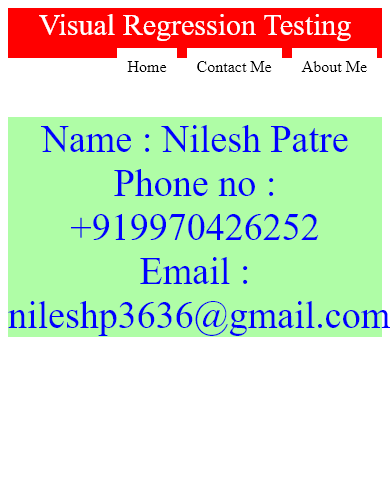 Visual Regression Testing
Home Contact Me About Me
Name : Nilesh Patre
Phone no :
+919970426252
Email :
nileshp3636@gmail.com